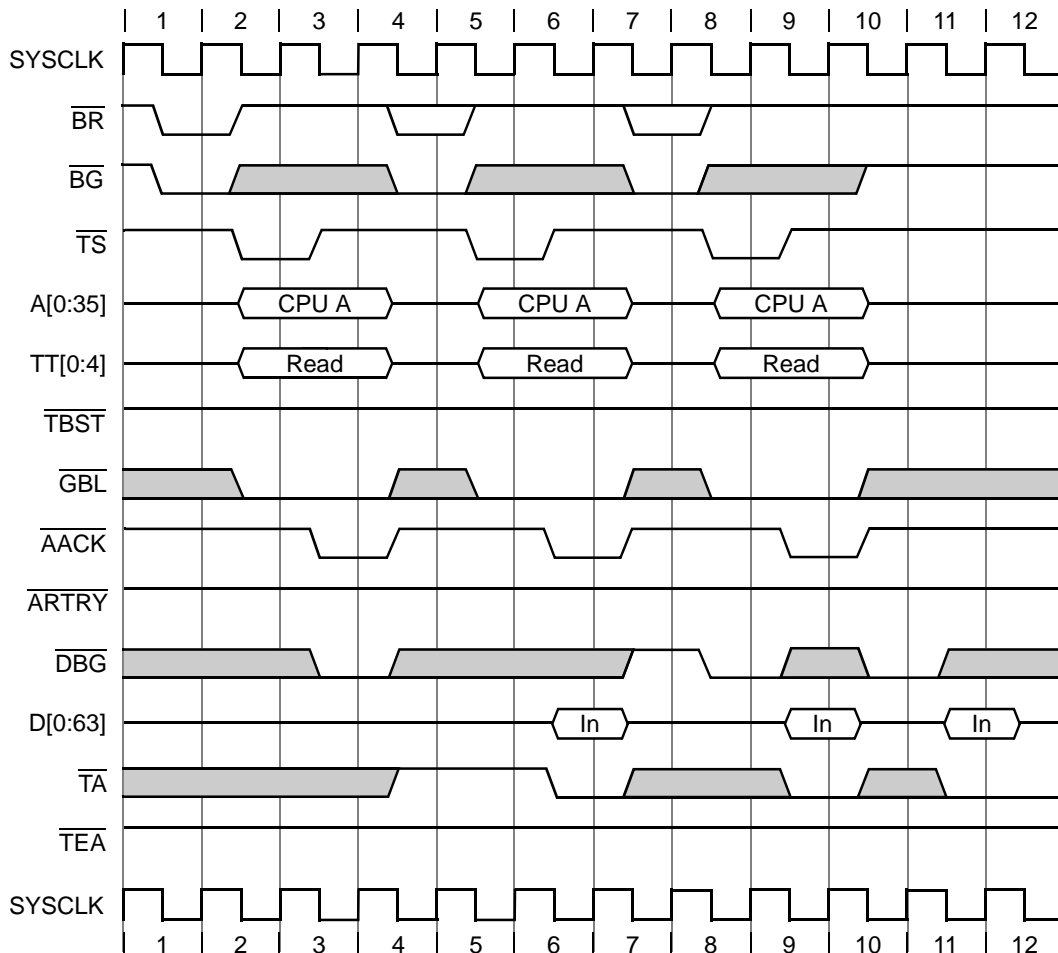 1 2 3 4 5 6 7 8 9 10 11 12
SYSCLK
BR
BG
TS
A[0:35] CPU A CPU A CPU A
TT[0:4] Read Read Read
TBST
GBL
AACK
ARTRY
DBG
D[0:63] In In In
TA
TEA
SYSCLK
1 2 3 4 5 6 7 8 9 10 11 12